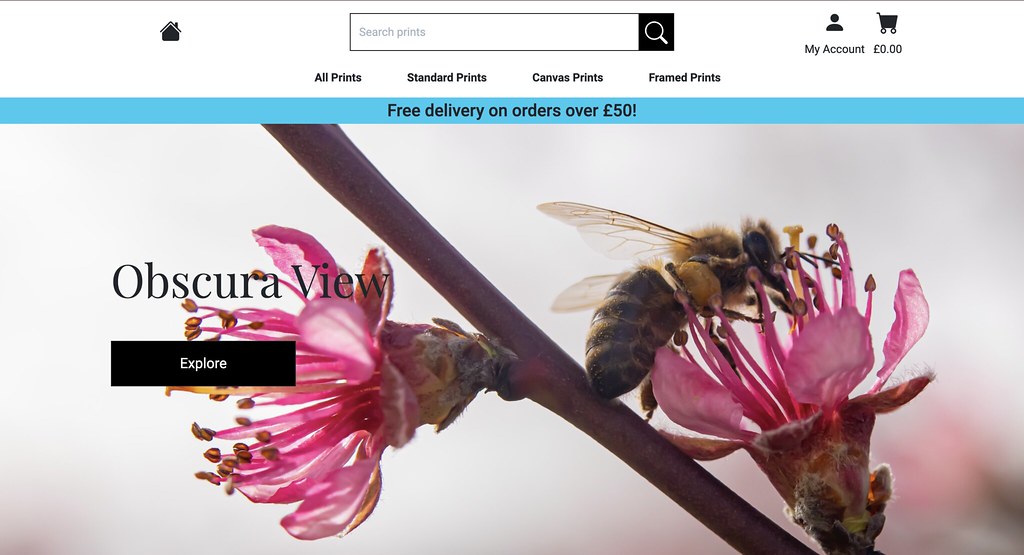 Search prints
My Account £0.00
All Prints Standard Prints Canvas Prints Framed Prints
Free delivery on orders over £50!
Obscura View
Explore